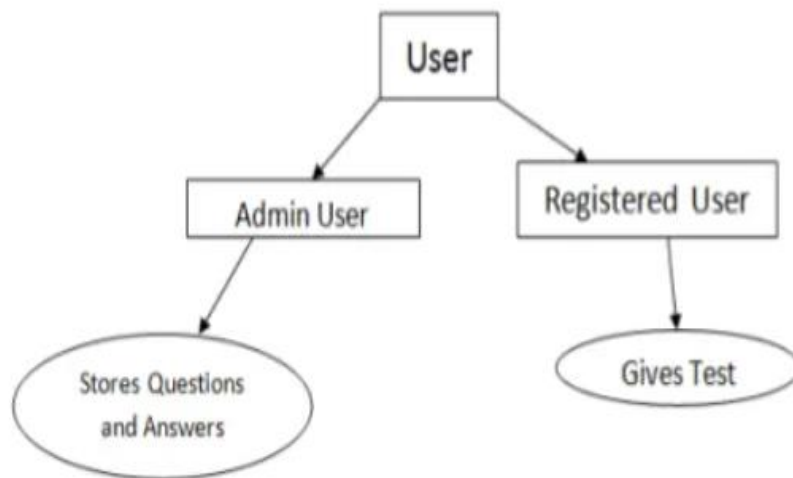 User
Admin User
Registered User
Stores Questions
and Answers
Gives Test